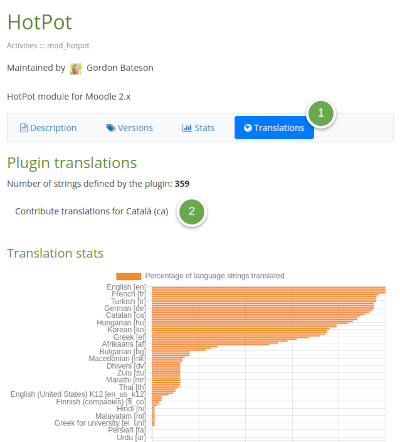 HotPot
Activities ::: mod_hotpot
Maintained by Gordon Bateson
HotPot module for Moodle 2.x
Description Versions Stats Translations
1
Plugin translations
Number of strings defined by the plugin: 359
Contribute translations for Català (ca)
2
Translation stats
Percentage of language strings translated
English [en]
French [fr]
Turkish [tr]
German [de]
Catalan [ca]
Hungarian [hu]
Korean [ko]
Greek [el]
Afrikaans [af]
Bulgarian [bg]
Macedonian [mk]
Dhivehi [dv]
Zulu [zu]
Marathi [mr]
Thai [th]
English (United States) K12 [en_us_k12]
Finnish (companies) [fi_co]
Hindi [hi]
Malayalam [ml]
Greek for university [el_uni]
Persian [fa]
Urdu [ur]